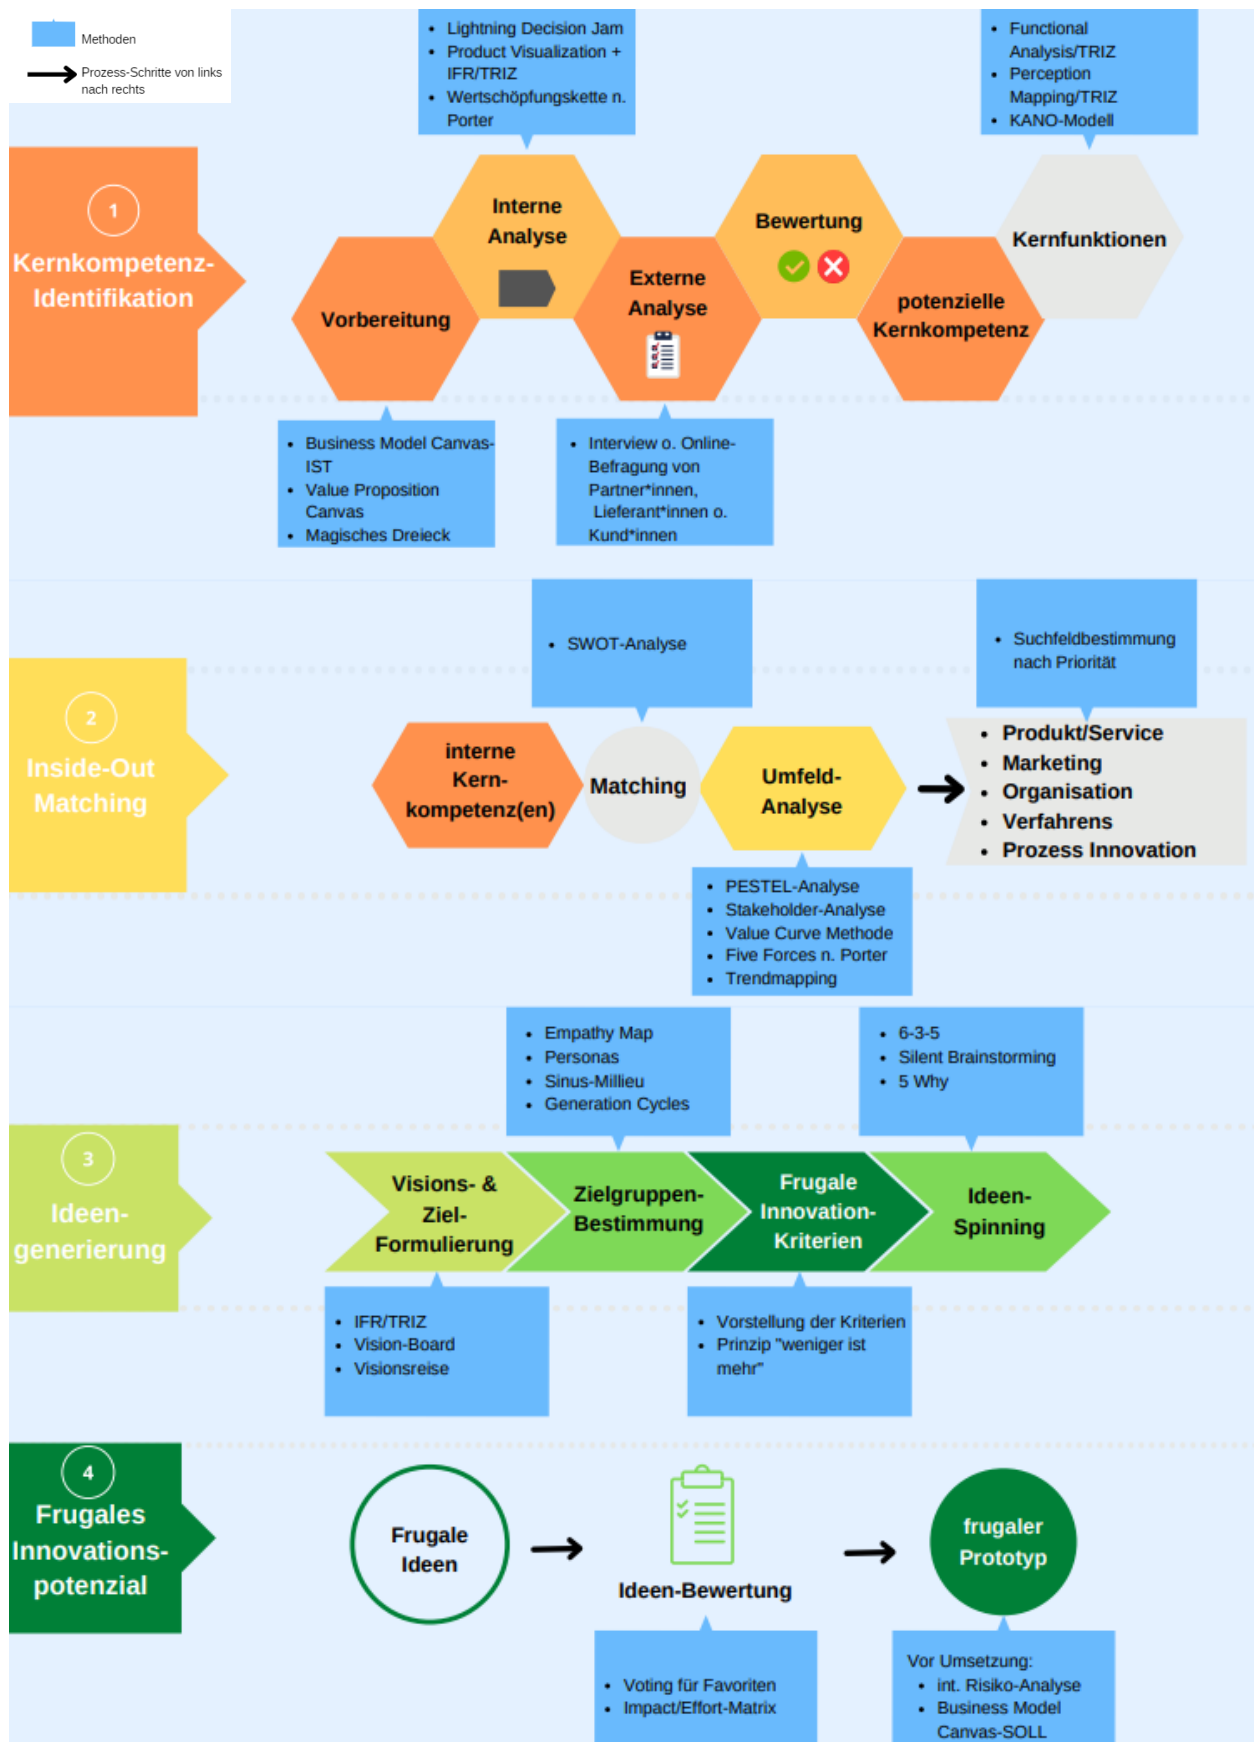 Methoden
Prozess-Schritte von links
nach rechts
• Lightning Decision Jam
• Product Visualization +
IFR/TRIZ
• Wertschöpfungskette n.
Porter
• Functional
Analysis/TRIZ
• Perception
Mapping/TRIZ
• KANO-Modell
1
Kernkompetenz-
Identifikation
Vorbereitung
Interne
Analyse
Externe
Analyse
Bewertung
potenzielle
Kernkompetenz
Kernfunktionen
• Business Model Canvas-
IST
• Value Proposition
Canvas
• Magisches Dreieck
• Interview o. Online-
Befragung von
Partner*innen,
Lieferant*innen o.
Kund*innen
• SWOT-Analyse
• Suchfeldbestimmung
nach Priorität
2
Inside-Out
Matching
interne
Kern-
kompetenz(en)
Matching
Umfeld-
Analyse
• Produkt/Service
• Marketing
• Organisation
• Verfahrens
• Prozess Innovation
• PESTEL-Analyse
• Stakeholder-Analyse
• Value Curve Methode
• Five Forces n. Porter
• Trendmapping
• Empathy Map
• Personas
• Sinus-Millieu
• Generation Cycles
• 6-3-5
• Silent Brainstorming
• 5 Why
3
Ideen-
generierung
Visions- &
Ziel-
Formulierung
Zielgruppen-
Bestimmung
Frugale
Innovation-
Kriterien
Ideen-
Spinning
• IFR/TRIZ
• Vision-Board
• Visionsreise
• Vorstellung der Kriterien
• Prinzip "weniger ist
mehr"
4
Frugales
Innovations-
potenzial
Frugale
Ideen
Ideen-Bewertung
frugaler
Prototyp
• Voting für Favoriten
• Impact/Effort-Matrix
Vor Umsetzung:
• int. Risiko-Analyse
• Business Model
Canvas-SOLL